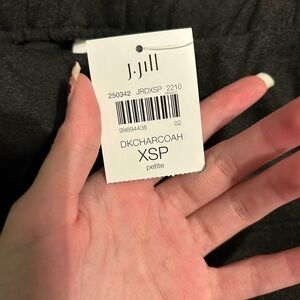 J.Jill
250342 JRDXSP 2210
99894436 02
DKCHARCOAH
XSP
petite